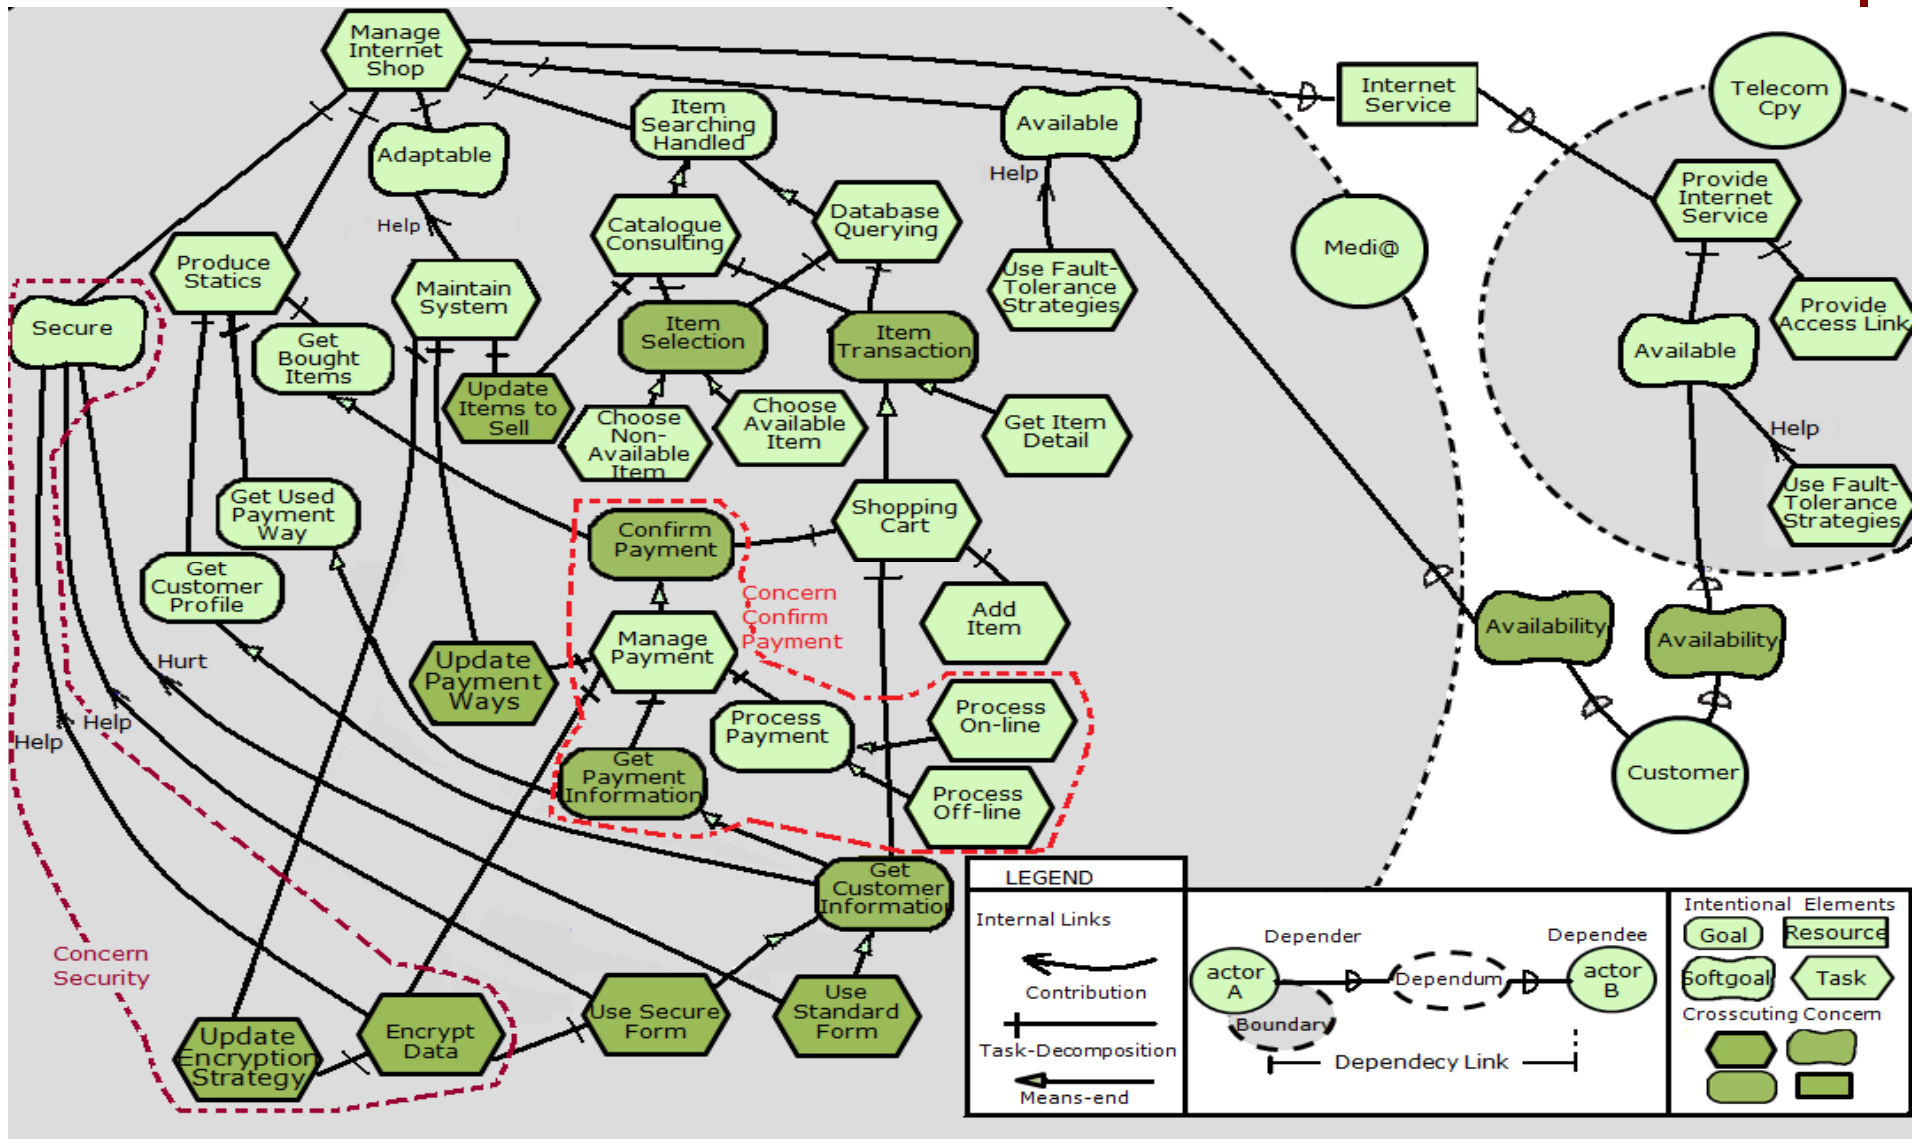 Manage
Internet
Shop
Item
Searching
Handled
Available
Internet
Service
Telecom
Cpy
Adaptable
Help
Help
Catalogue
Consulting
Database
Querying
Medi@
Provide
Internet
Service
Produce
Statics
Maintain
System
Use Fault-
Tolerance
Strategies
Provide
Access Link
Secure
Get
Bought
Items
Item
Selection
Item
Transaction
Available
Update
Items to
Sell
Choose
Non-
Available
Item
Choose
Available
Item
Get Item
Detail
Help
Get Used
Payment
Way
Shopping
Cart
Use Fault-
Tolerance
Strategies
Confirm
Payment
Get
Customer
Profile
Concern
Confirm
Payment
Add
Item
Availability
Availability
Manage
Payment
Hurt
Help
Help
Update
Payment
Ways
Process
Payment
Process
On-line
Get
Payment
Information
Process
Off-line
Customer
Get
Customer
Informatio
Concern
Security
Update
Encryption
Strategy
Encrypt
Data
Use Secure
Form
Use
Standard
Form
LEGEND
Internal Links
Contribution
Task-Decomposition
Means-end
Depender
Dependee
actor
A
Dependum
actor
B
Boundary
Dependecy Link
Intentional Elements
Goal
Resource
Softgoal
Task
Crosscuting Concern